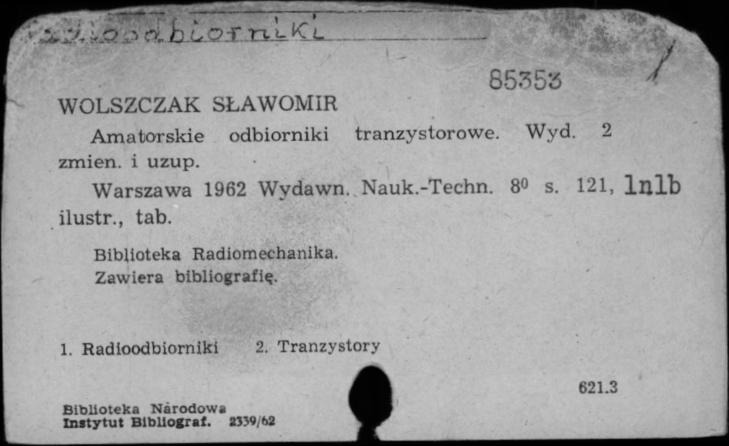 Radioodbiorniki
85353
WOLSZCZAK SŁAWOMIR
Amatorskie odbiorniki tranzystorowe. Wyd. 2
zmien. i uzup.
Warszawa 1962 Wydawn. Nauk.-Techn. 8⁰ s. 121, 1nlb
ilustr., tab.
Biblioteka Radiomechanika.
Zawiera bibliografię.
1. Radioodbiorniki 2. Tranzystory
621.3
Biblioteka Narodowa
Instytut Bibliograf. 2339/62